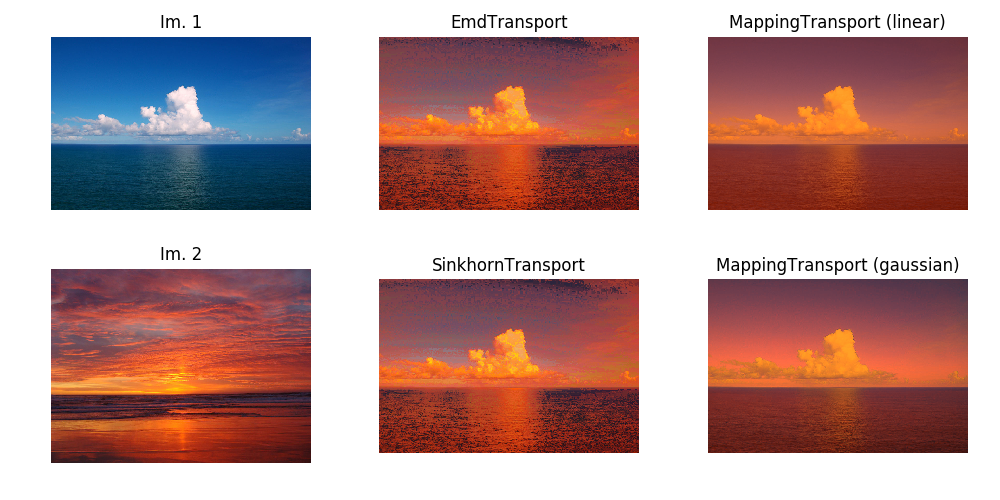 Im. 1
EmdTransport
MappingTransport (linear)
Im. 2
SinkhornTransport
MappingTransport (gaussian)